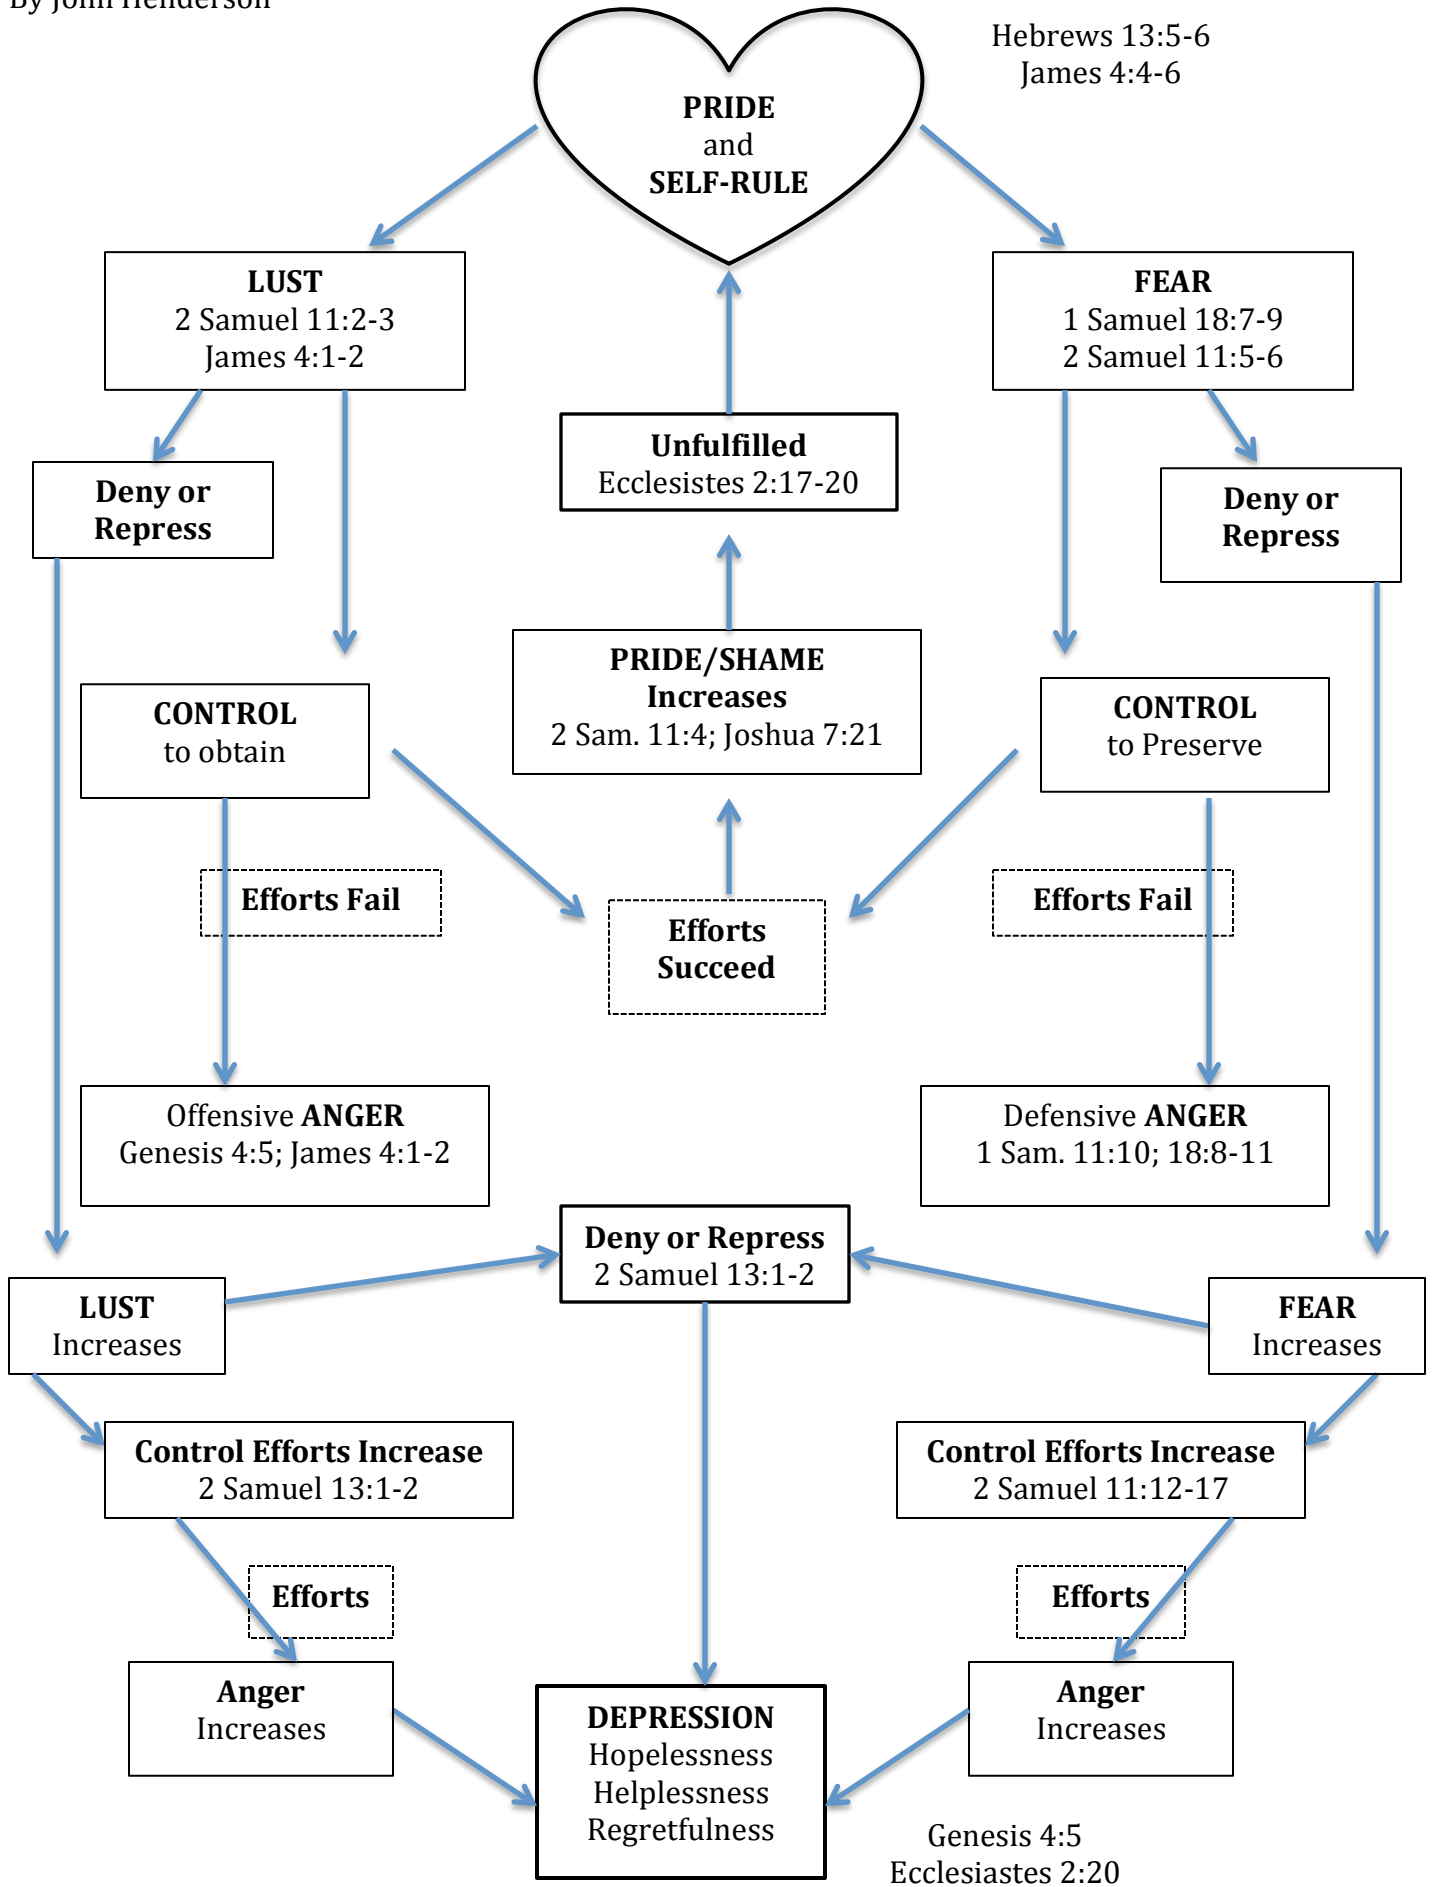 By John Henderson
Hebrews 13:5-6
James 4:4-6
PRIDE
and
SELF-RULE
LUST
2 Samuel 11:2-3
James 4:1-2
FEAR
1 Samuel 18:7-9
2 Samuel 11:5-6
Unfulfilled
Ecclesistes 2:17-20
Deny or
Repress
Deny or
Repress
PRIDE/SHAME
Increases
2 Sam. 11:4; Joshua 7:21
CONTROL
to obtain
CONTROL
to Preserve
Efforts Fail
Efforts
Succeed
Efforts Fail
Offensive ANGER
Genesis 4:5; James 4:1-2
Defensive ANGER
1 Sam. 11:10; 18:8-11
Deny or Repress
2 Samuel 13:1-2
LUST
Increases
FEAR
Increases
Control Efforts Increase
2 Samuel 13:1-2
Control Efforts Increase
2 Samuel 11:12-17
Efforts
Efforts
Anger
Increases
DEPRESSION
Hopelessness
Helplessness
Regretfulness
Anger
Increases
Genesis 4:5
Ecclesiastes 2:20